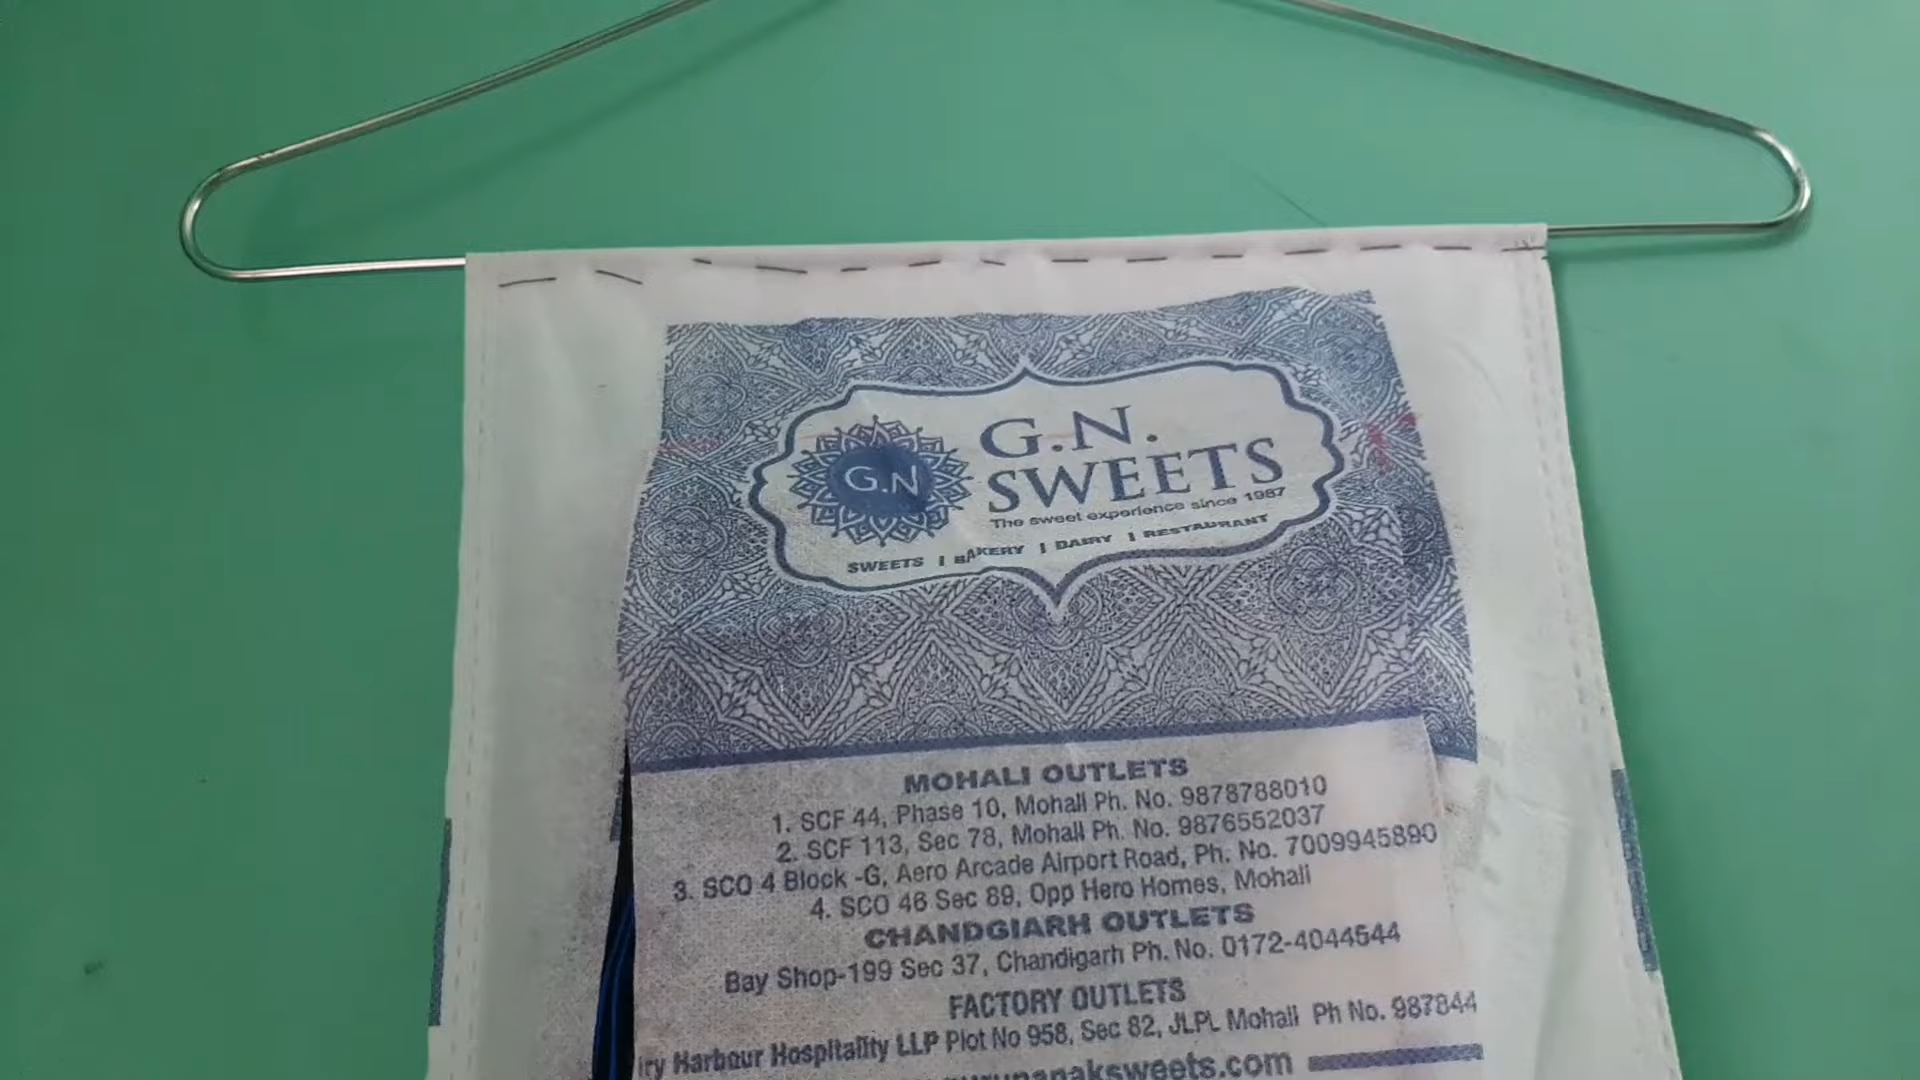 G.N
G.N.
SWEETS
The sweet experience since 1987
SWEETS | BAKERY | DAIRY | RESTAURANT
MOHALI OUTLETS
1. SCF 44, Phase 10, Mohali Ph. No. 9878788010
2. SCF 113, Sec 78, Mohali Ph. No. 9876552037
3. SCO 4 Block -G, Aero Arcade Airport Road, Ph. No. 7009945890
4. SCO 46 Sec 89, Opp Hero Homes, Mohali
CHANDGIARH OUTLETS
Bay Shop-199 Sec 37, Chandigarh Ph. No. 0172-4044544
FACTORY OUTLETS
Harbour Hospitality LLP Plot No 958, Sec 82, JLPL Mohali Ph No. 987844